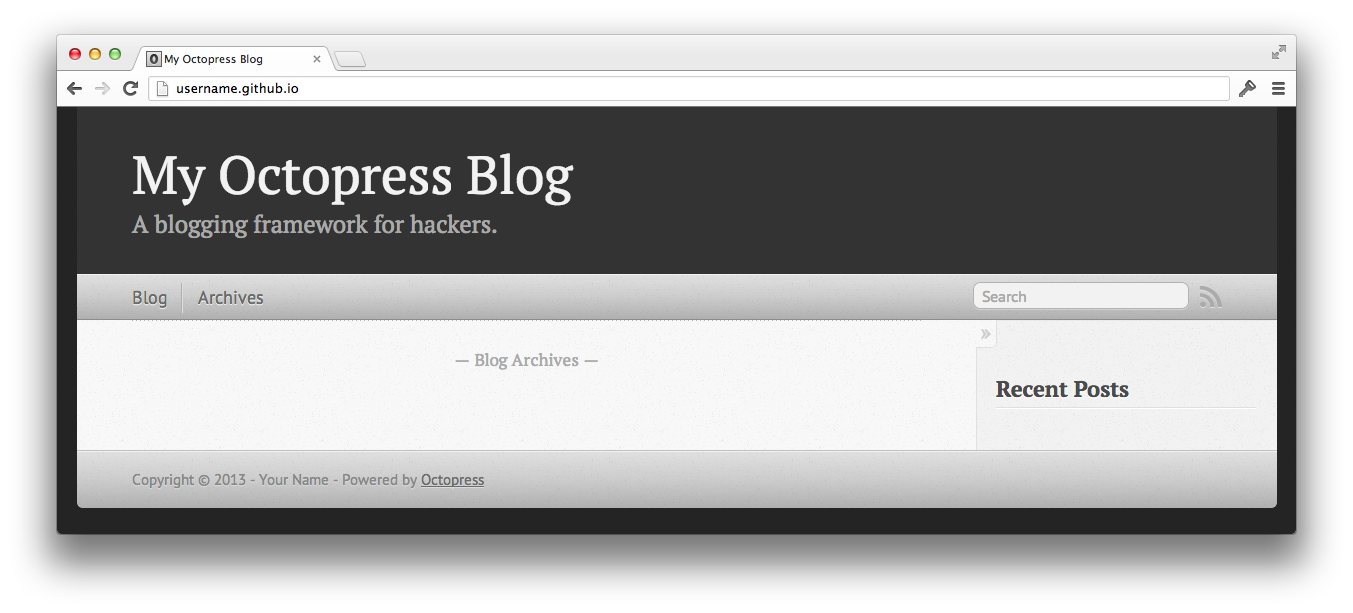 My Octopress Blog
username.github.io
My Octopress Blog
A blogging framework for hackers.
Blog Archives Search
»
— Blog Archives —
Recent Posts
Copyright © 2013 - Your Name - Powered by Octopress